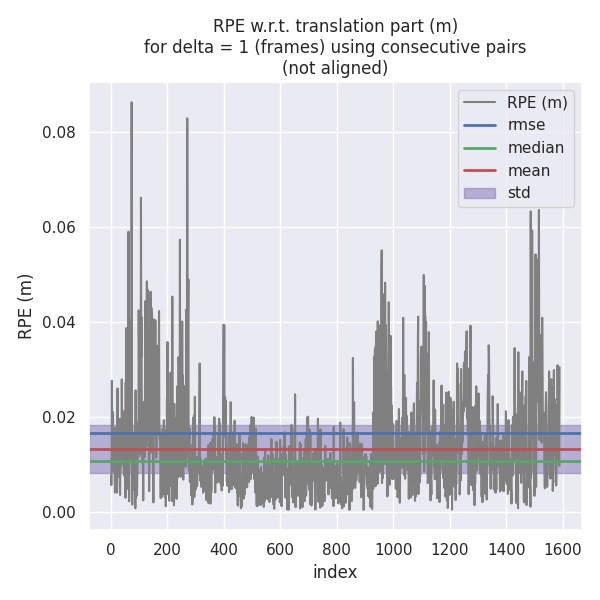 RPE w.r.t. translation part (m)
for delta = 1 (frames) using consecutive pairs
(not aligned)
RPE (m)
rmse
median
mean
std
0.08
0.06
0.04
0.02
0.00
RPE (m)
0 200 400 600 800 1000 1200 1400 1600
index